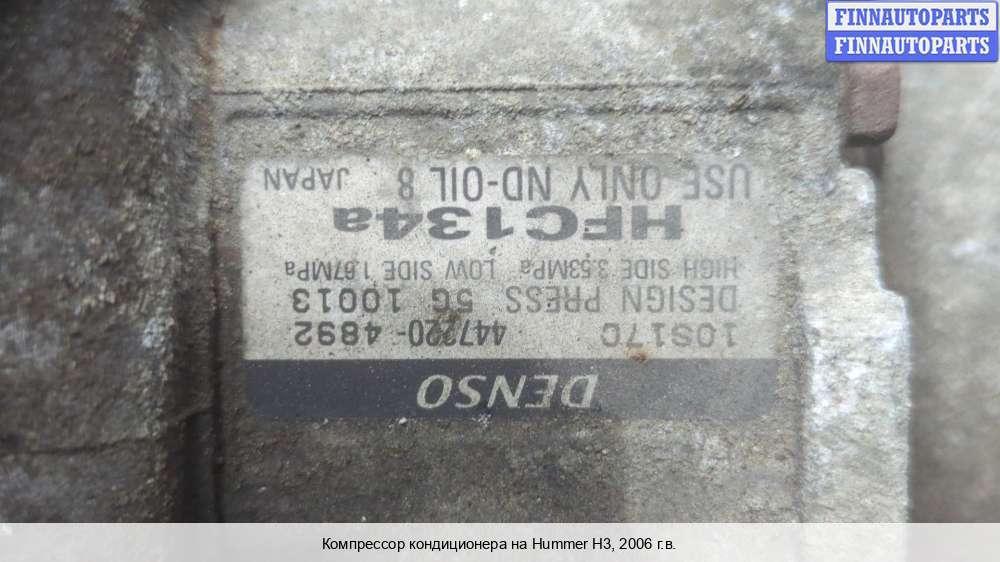 FINNAUTOPARTS
FINNAUTOPARTS
DENSO
10S17C 447220-4892
DESIGN PRESS 5G 10013
HIGH SIDE 3.53MPa LOW SIDE 1.67MPa
HFC134a
USE ONLY ND-OIL 8 JAPAN
Компрессор кондиционера на Hummer H3, 2006 г.в.